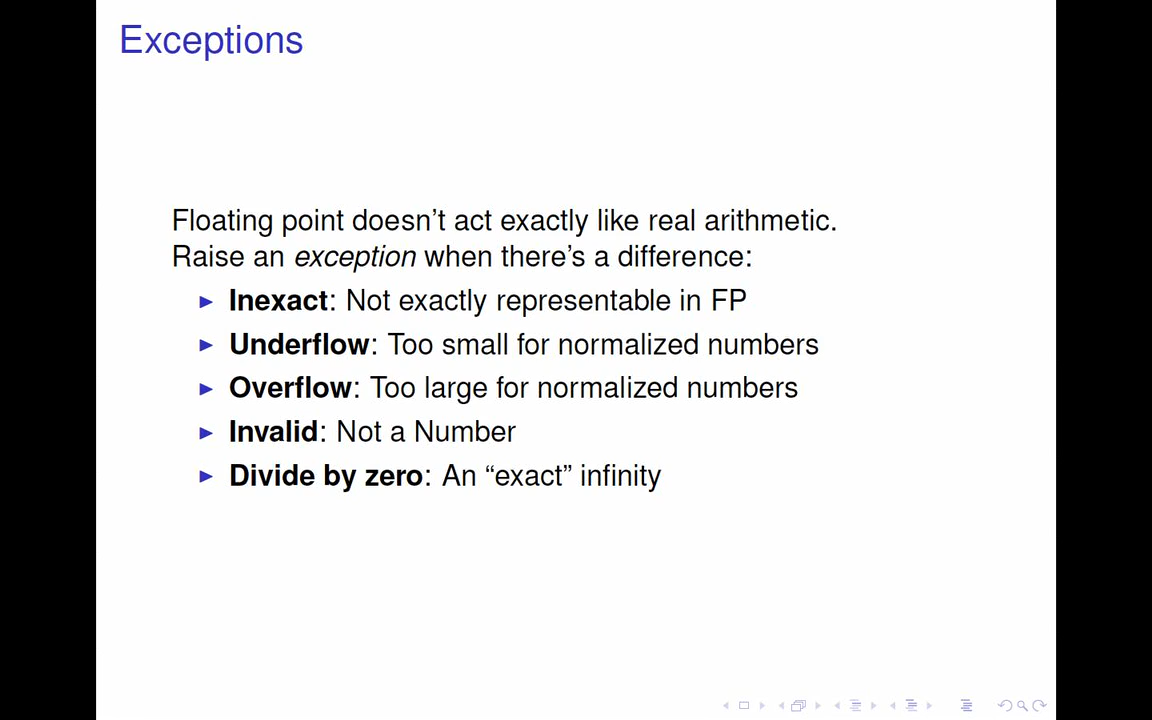 Exceptions
Floating point doesn't act exactly like real arithmetic.
Raise an exception when there's a difference:
▶ Inexact: Not exactly representable in FP
▶ Underflow: Too small for normalized numbers
▶ Overflow: Too large for normalized numbers
▶ Invalid: Not a Number
▶ Divide by zero: An “exact” infinity